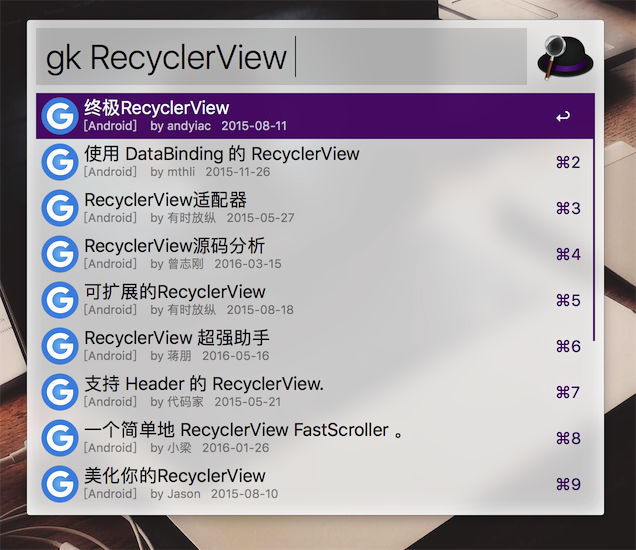 gk RecyclerView
终极RecyclerView
[Android] by andyiac 2015-08-11
↩
使用 DataBinding 的 RecyclerView
[Android] by mthli 2015-11-26
⌘2
RecyclerView适配器
[Android] by 有时放纵 2015-05-27
⌘3
RecyclerView源码分析
[Android] by 曾志刚 2016-03-15
⌘4
可扩展的RecyclerView
[Android] by 有时放纵 2015-08-18
⌘5
RecyclerView 超强助手
[Android] by 蒋朋 2016-05-16
⌘6
支持 Header 的 RecyclerView.
[Android] by 代码家 2015-05-21
⌘7
一个简单地 RecyclerView FastScroller 。
[Android] by 小梁 2016-01-26
⌘8
美化你的RecyclerView
[Android] by Jason 2015-08-10
⌘9